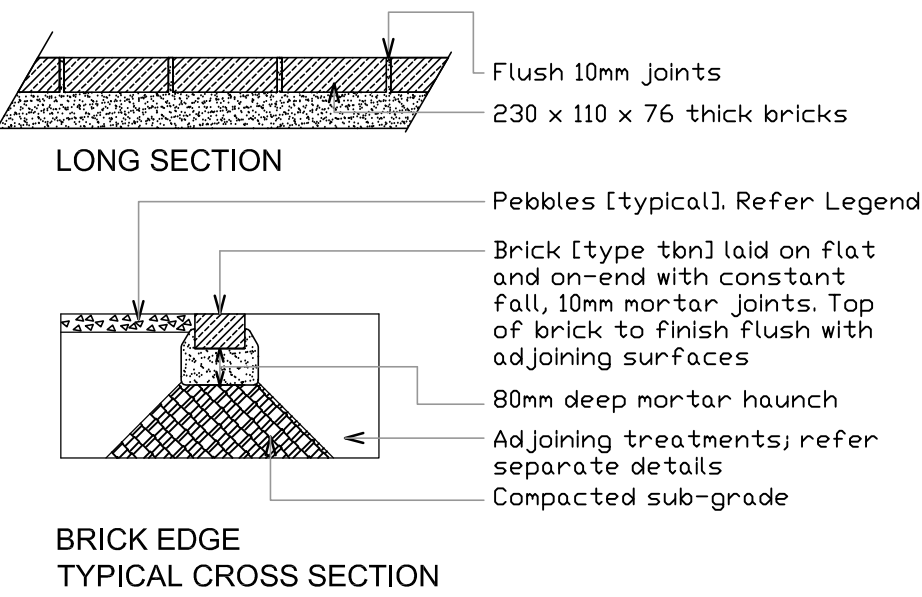 Flush 10mm joints
230 x 110 x 76 thick bricks
LONG SECTION
Pebbles [typical]. Refer Legend
Brick [type tbn] laid on flat
and on-end with constant
fall, 10mm mortar joints. Top
of brick to finish flush with
adjoining surfaces
80mm deep mortar haunch
Adjoining treatments; refer
separate details
Compacted sub-grade
BRICK EDGE
TYPICAL CROSS SECTION